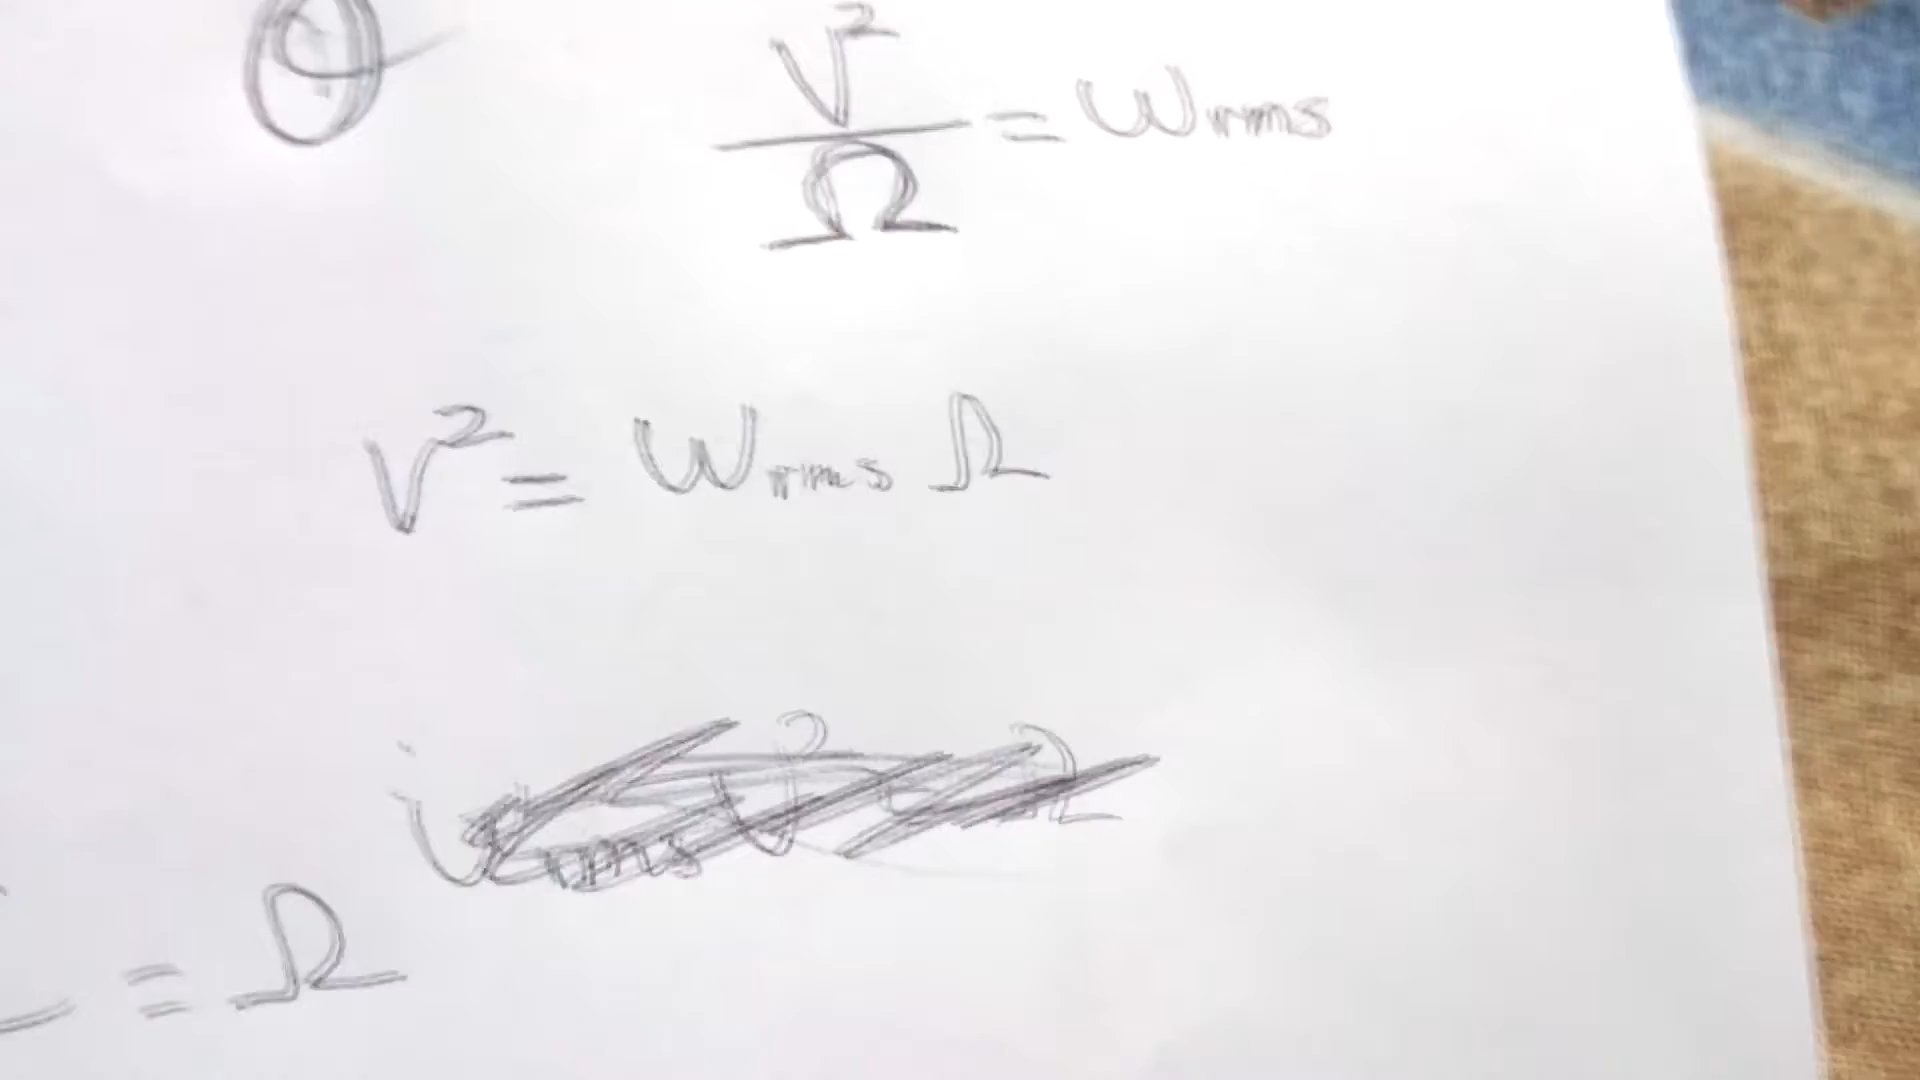 V²/Ω = Wrms
V² = Wrms Ω
= Ω